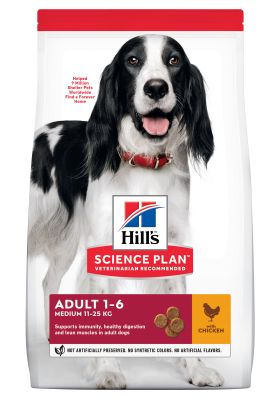 Helped
9 Million
Shelter Pets
Worldwide
Find a Forever
Home
Hill's
SCIENCE PLAN™
VETERINARIAN RECOMMENDED
ADULT 1-6
MEDIUM 11-25 KG
Supports immunity, healthy digestion
and lean muscles in adult dogs
with
CHICKEN
NOT ARTIFICIALLY PRESERVED. NO SYNTHETIC COLORS. NO ARTIFICIAL FLAVORS.